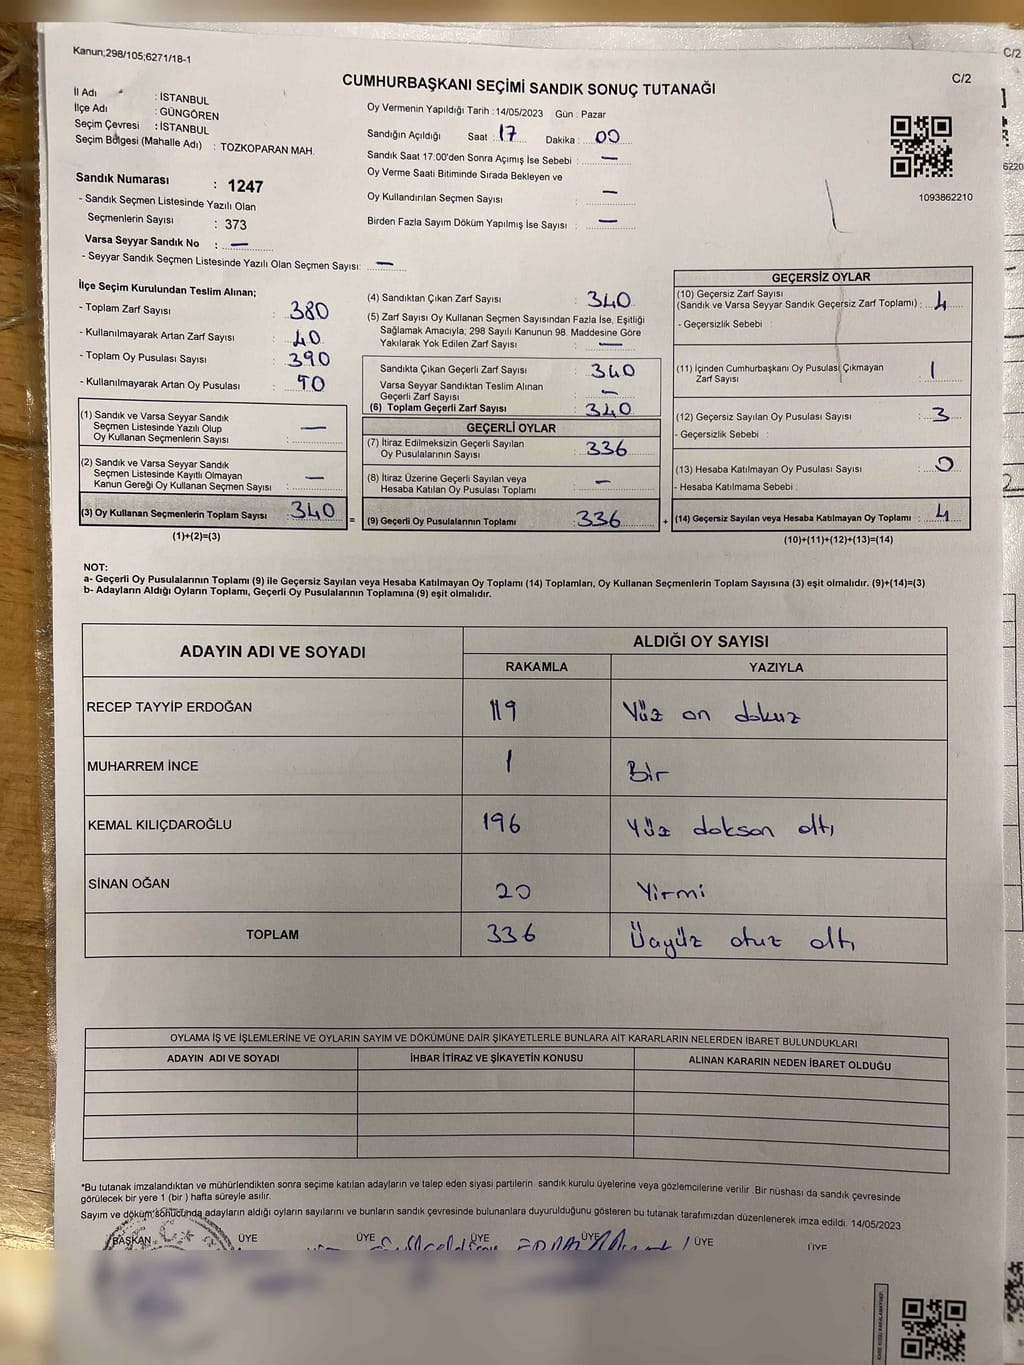 Kanun;298/105;6271/18-1
C/2
C/2
CUMHURBAŞKANI SEÇİMİ SANDIK SONUÇ TUTANAĞI
İl Adı : İSTANBUL
İlçe Adı : GÜNGÖREN
Seçim Çevresi : İSTANBUL
Seçim Bölgesi (Mahalle Adı) : TOZKOPARAN MAH.
Sandık Numarası : 1247
- Sandık Seçmen Listesinde Yazılı Olan
Seçmenlerin Sayısı : 373
Varsa Seyyar Sandık No : —
- Seyyar Sandık Seçmen Listesinde Yazılı Olan Seçmen Sayısı: —
Oy Vermenin Yapıldığı Tarih : 14/05/2023 Gün : Pazar
Sandığın Açıldığı Saat : 17 Dakika : 00
Sandık Saat 17:00'den Sonra Açımış İse Sebebi : —
Oy Verme Saati Bitiminde Sırada Bekleyen ve
Oy Kullandırılan Seçmen Sayısı : —
Birden Fazla Sayım Döküm Yapılmış İse Sayısı : —
1093862210
6220
İlçe Seçim Kurulundan Teslim Alınan;
- Toplam Zarf Sayısı : 380
- Kullanılmayarak Artan Zarf Sayısı : 40
- Toplam Oy Pusulası Sayısı : 390
- Kullanılmayarak Artan Oy Pusulası :
(1) Sandık ve Varsa Seyyar Sandık
Seçmen Listesinde Yazılı Olup
Oy Kullanan Seçmenlerin Sayısı : —
(2) Sandık ve Varsa Seyyar Sandık
Seçmen Listesinde Kayıtlı Olmayan
Kanun Gereği Oy Kullanan Seçmen Sayısı : —
(3) Oy Kullanan Seçmenlerin Toplam Sayısı : 340
(1)+(2)=(3)
=
(4) Sandıktan Çıkan Zarf Sayısı : 340
(5) Zarf Sayısı Oy Kullanan Seçmen Sayısından Fazla İse, Eşitliği
Sağlamak Amacıyla; 298 Sayılı Kanunun 98. Maddesine Göre
Yakılarak Yok Edilen Zarf Sayısı : —
Sandıkta Çıkan Geçerli Zarf Sayısı : 340
Varsa Seyyar Sandıktan Teslim Alınan
Geçerli Zarf Sayısı : —
(6) Toplam Geçerli Zarf Sayısı : 340
GEÇERLİ OYLAR
(7) İtiraz Edilmeksizin Geçerli Sayılan
Oy Pusulalarının Sayısı : 336
(8) İtiraz Üzerine Geçerli Sayılan veya
Hesaba Katılan Oy Pusulası Toplamı : —
(9) Geçerli Oy Pusulalarının Toplamı : 336
+
GEÇERSİZ OYLAR
(10) Geçersiz Zarf Sayısı
(Sandık ve Varsa Seyyar Sandık Geçersiz Zarf Toplamı) : 4
- Geçersizlik Sebebi :
(11) İçinden Cumhurbaşkanı Oy Pusulası Çıkmayan
Zarf Sayısı : 1
(12) Geçersiz Sayılan Oy Pusulası Sayısı : 3
- Geçersizlik Sebebi :
(13) Hesaba Katılmayan Oy Pusulası Sayısı : 0
- Hesaba Katılmama Sebebi :
(14) Geçersiz Sayılan veya Hesaba Katılmayan Oy Toplamı : 4
(10)+(11)+(12)+(13)=(14)
NOT:
a- Geçerli Oy Pusulalarının Toplamı (9) ile Geçersiz Sayılan veya Hesaba Katılmayan Oy Toplamı (14) Toplamları, Oy Kullanan Seçmenlerin Toplam Sayısına (3) eşit olmalıdır. (9)+(14)=(3)
b- Adayların Aldığı Oyların Toplamı, Geçerli Oy Pusulalarının Toplamına (9) eşit olmalıdır.
ADAYIN ADI VE SOYADI
ALDIĞI OY SAYISI
RAKAMLA YAZIYLA
RECEP TAYYİP ERDOĞAN 119 Yüz on dokuz
MUHARREM İNCE 1 Bir
KEMAL KILIÇDAROĞLU 196 Yüz dokson altı
SİNAN OĞAN 20 Yirmi
TOPLAM 336 Üçyüz otuz altı
OYLAMA İŞ VE İŞLEMLERİNE VE OYLARIN SAYIM VE DÖKÜMÜNE DAİR ŞİKAYETLERLE BUNLARA AİT KARARLARIN NELERDEN İBARET BULUNDUKLARI
ADAYIN ADI VE SOYADI İHBAR İTİRAZ VE ŞİKAYETİN KONUSU ALINAN KARARIN NEDEN İBARET OLDUĞU
*Bu tutanak imzalandıktan ve mühürlendikten sonra seçime katılan adayların ve talep eden siyasi partilerin sandık kurulu üyelerine veya gözlemcilerine verilir. Bir nüshası da sandık çevresinde
görülecek bir yere 1 (bir ) hafta süreyle asılır.
Sayım ve döküm sonucunda adayların aldığı oyların sayılarını ve bunların sandık çevresinde bulunanlara duyurulduğunu gösteren bu tutanak tarafımızdan düzenlenerek imza edildi. 14/05/2023
BAŞKAN ÜYE ÜYE ÜYE ÜYE ÜYE ÜYE